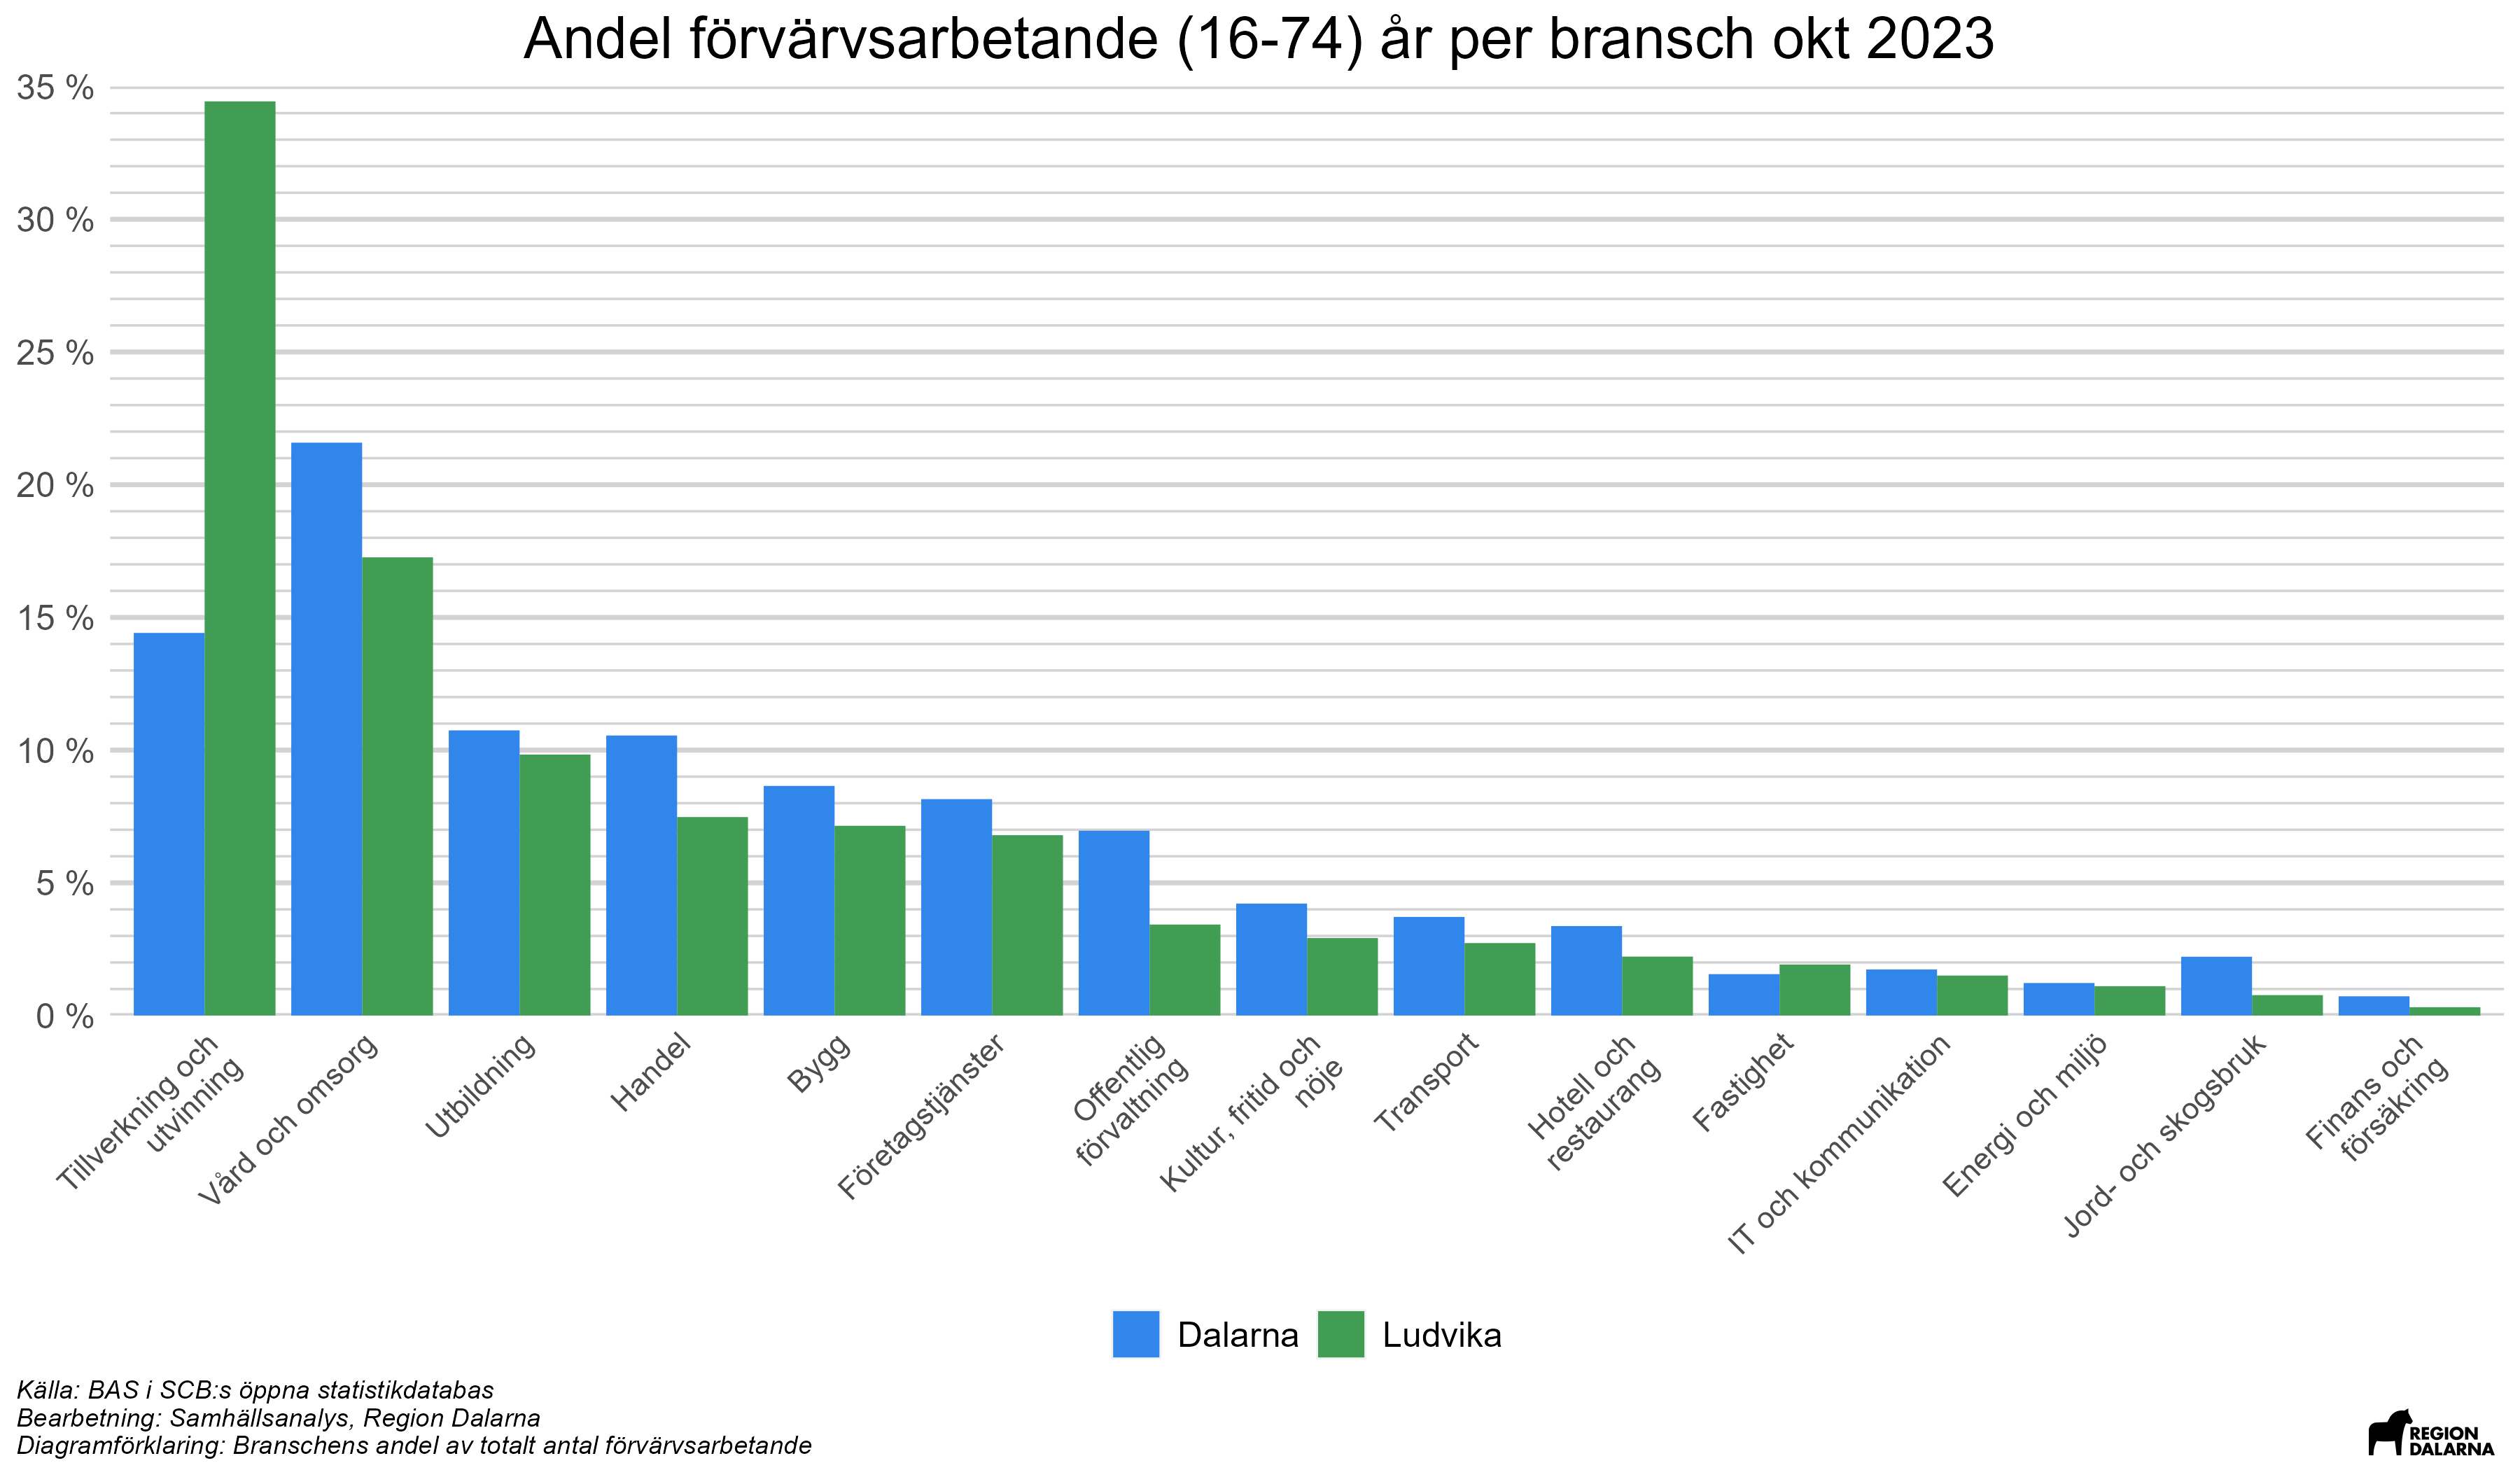 Andel förvärvsarbetande (16-74) år per bransch okt 2023
35 %
30 %
25 %
20 %
15 %
10 %
5 %
0 %
Tillverkning och
utvinning
Vård och omsorg
Utbildning
Handel
Bygg
Företagstjänster
Offentlig
förvaltning
Kultur, fritid och
nöje
Transport
Hotell och
restaurang
Fastighet
IT och kommunikation
Energi och miljö
Jord- och skogsbruk
Finans och
försäkring
Dalarna
Ludvika
Källa: BAS i SCB:s öppna statistikdatabas
Bearbetning: Samhällsanalys, Region Dalarna
Diagramförklaring: Branschens andel av totalt antal förvärvsarbetande
REGION
DALARNA